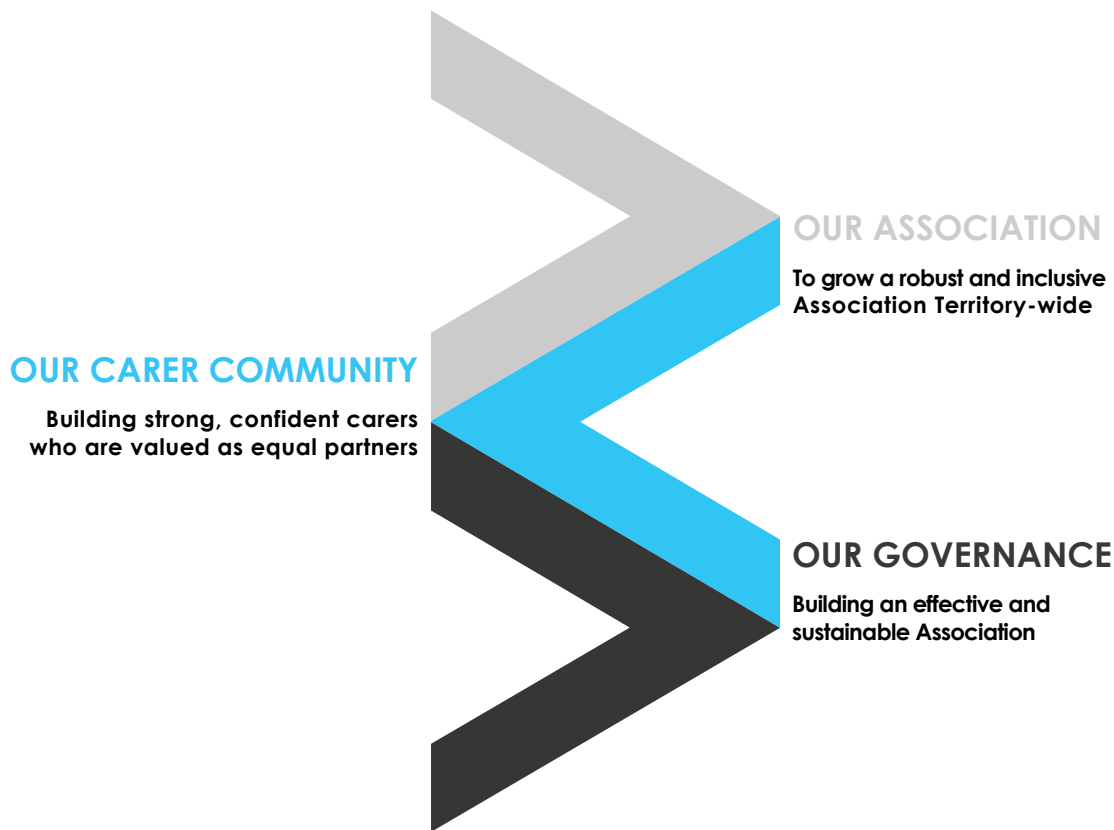 OUR ASSOCIATION
To grow a robust and inclusive
Association Territory-wide
OUR CARER COMMUNITY
Building strong, confident carers
who are valued as equal partners
OUR GOVERNANCE
Building an effective and
sustainable Association